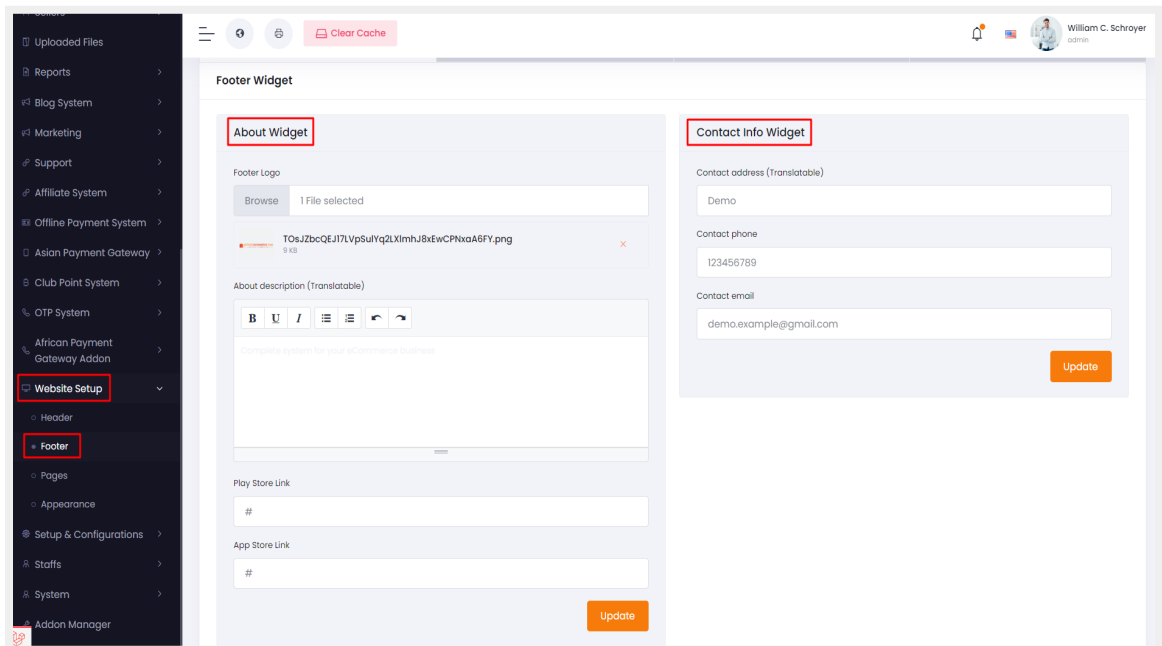 Uploaded Files
Reports
Blog System
Marketing
Support
Affiliate System
Offline Payment System
Asian Payment Gateway
Club Point System
OTP System
African Payment
Gateway Addon
Website Setup
Header
Footer
Pages
Appearance
Setup & Configurations
Staffs
System
Addon Manager
Clear Cache
William C. Schroyer
admin
Footer Widget
About Widget
Footer Logo
Browse
1 File selected
9 KB
About description (Translatable)
B U I
Complete system for your eCommerce business
Play Store Link
#
App Store Link
#
Update
Contact Info Widget
Contact address (Translatable)
Demo
Contact phone
123456789
Contact email
demo.example@gmail.com
Update